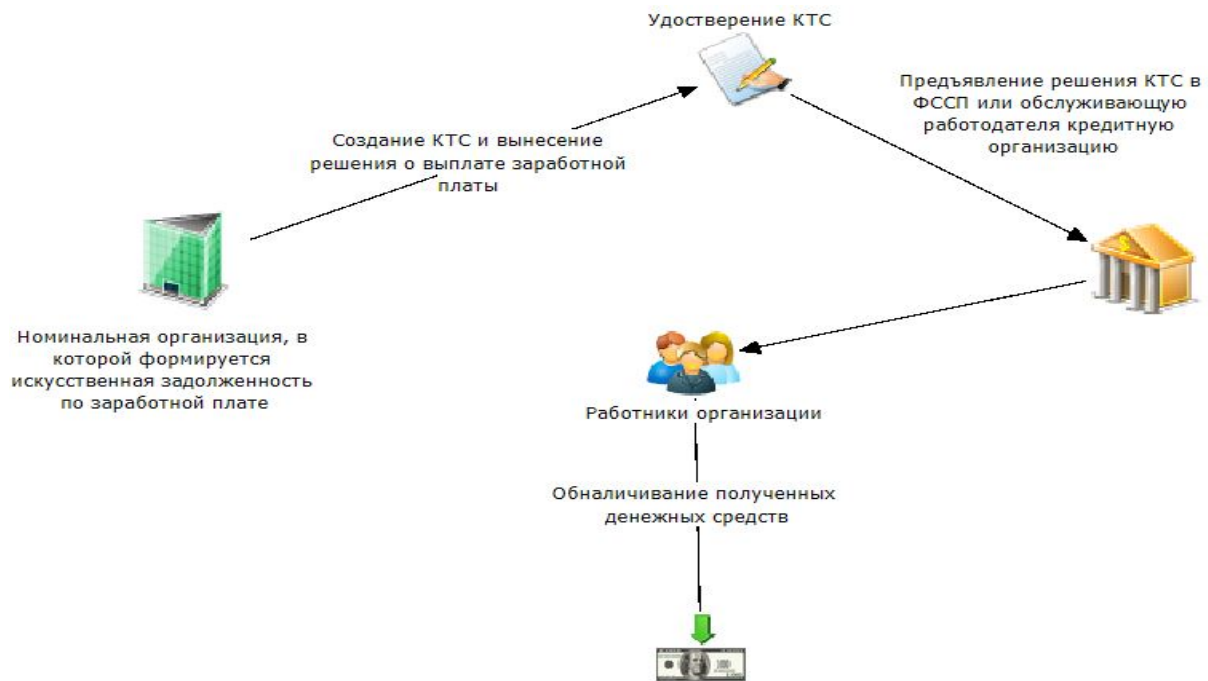 Удостверение КТС
Предъявление решения КТС в
ФССП или обслуживающую
работодателя кредитную
организацию
Создание КТС и вынесение
решения о выплате заработной
платы
Номинальная организация, в
которой формируется
искусственная задолженность
по заработной плате
Работники организации
Обналичивание полученных
денежных средств